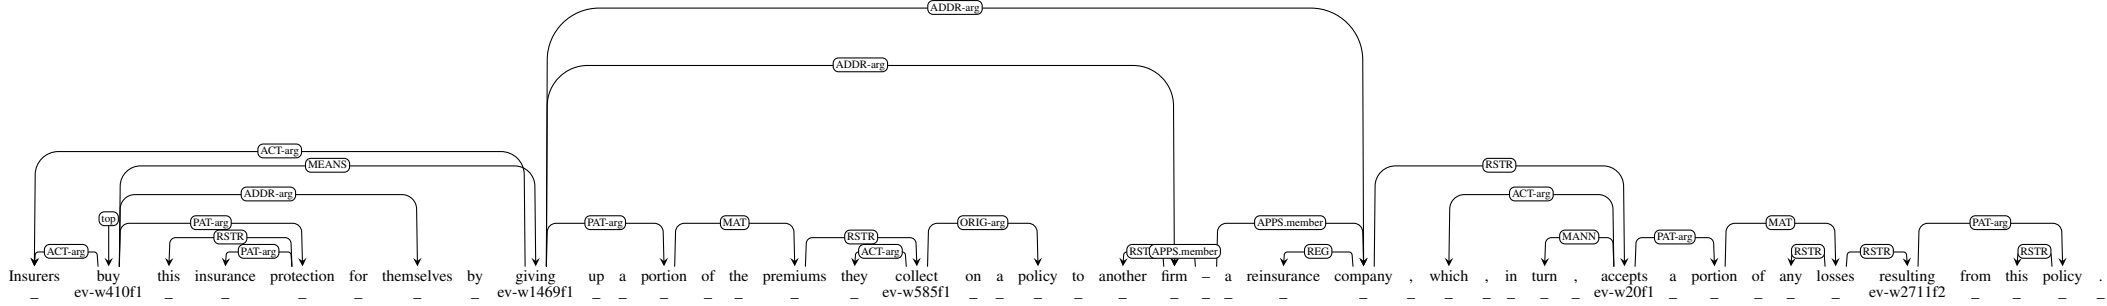 ADDR-arg
ADDR-arg
ACT-arg
MEANS RSTR
ADDR-arg ACT-arg
top
PAT-arg PAT-arg MAT ORIG-arg APPS.member MAT PAT-arg
RSTR RSTR MANN PAT-arg
ACT-arg PAT-arg ACT-arg RST APPS.member REG RSTR RSTR RSTR
Insurers buy this insurance protection for themselves by giving up a portion of the premiums they collect on a policy to another firm – a reinsurance company , which , in turn , accepts a portion of any losses resulting from this policy .
ev-w410f1 ev-w1469f1 ev-w585f1 ev-w20f1 ev-w2711f2
_ _ _ _ _ _ _ _ _ _ _ _ _ _ _ _ _ _ _ _ _ _ _ _ _ _ _ _ _ _ _ _ _ _ _ _ _ _ _